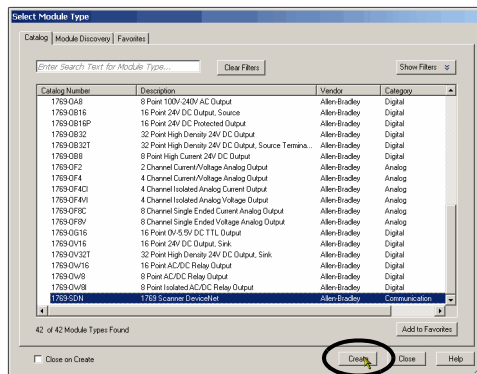 Select Module Type
Catalog Module Discovery Favorites
Enter Search Text for Module Type... Clear Filters Show Filters
Catalog Number Description Vendor Category
1769-OA8 8 Point 100V-240V AC Output Allen-Bradley Digital
1769-OB16 16 Point 24V DC Output, Source Allen-Bradley Digital
1769-OB16P 16 Point 24V DC Protected Output Allen-Bradley Digital
1769-OB32 32 Point High Density 24V DC Output Allen-Bradley Digital
1769-OB32T 32 Point High Density 24V DC Output, Source Termina... Allen-Bradley Digital
1769-OB8 8 Point High Current 24V DC Output Allen-Bradley Digital
1769-OF2 2 Channel Current/Voltage Analog Output Allen-Bradley Analog
1769-OF4 4 Channel Current/Voltage Analog Output Allen-Bradley Analog
1769-OF4CI 4 Channel Isolated Analog Current Output Allen-Bradley Analog
1769-OF4VI 4 Channel Isolated Analog Voltage Output Allen-Bradley Analog
1769-OF8C 8 Channel Single Ended Current Analog Output Allen-Bradley Analog
1769-OF8V 8 Channel Single Ended Voltage Analog Output Allen-Bradley Analog
1769-OG16 16 Point 0V-5.5V DC TTL Output Allen-Bradley Digital
1769-OV16 16 Point 24V DC Output, Sink Allen-Bradley Digital
1769-OV32T 32 Point High Density 24V DC Output, Sink Allen-Bradley Digital
1769-OW16 16 Point AC/DC Relay Output Allen-Bradley Digital
1769-OW8 8 Point AC/DC Relay Output Allen-Bradley Digital
1769-OW8I 8 Point Isolated AC/DC Relay Output Allen-Bradley Digital
1769-SDN 1769 Scanner DeviceNet Allen-Bradley Communication
42 of 42 Module Types Found Add to Favorites
Close on Create Create Close Help